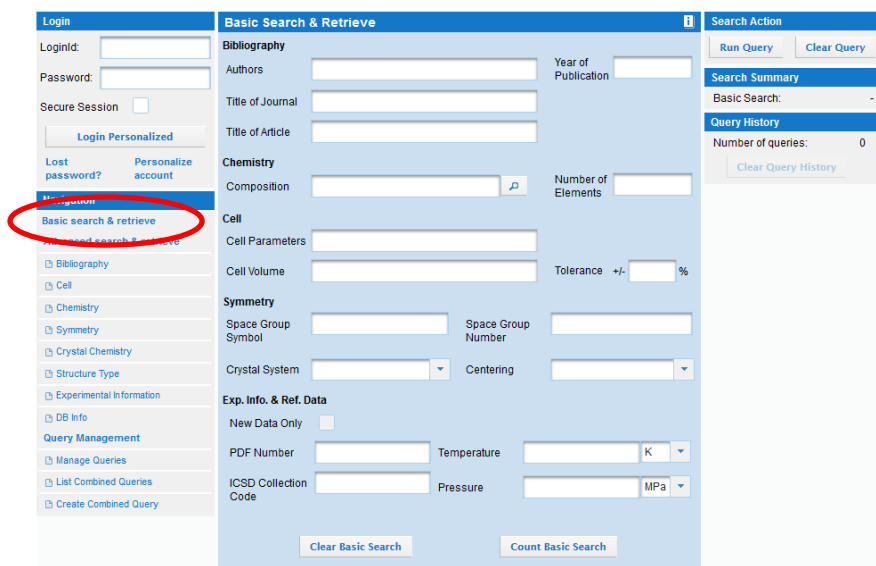 Login
LoginId:
Password:
Secure Session
Login Personalized
Lost password?
Personalize account
Navigation
Basic search & retrieve
Advanced search & retrieve
Bibliography
Cell
Chemistry
Symmetry
Crystal Chemistry
Structure Type
Experimental Information
DB Info
Query Management
Manage Queries
List Combined Queries
Create Combined Query
Basic Search & Retrieve i
Bibliography
Authors
Year of Publication
Title of Journal
Title of Article
Chemistry
Composition
Number of Elements
Cell
Cell Parameters
Cell Volume
Tolerance +/- %
Symmetry
Space Group Symbol
Space Group Number
Crystal System
Centering
Exp. Info. & Ref. Data
New Data Only
PDF Number
Temperature K
ICSD Collection Code
Pressure MPa
Clear Basic Search
Count Basic Search
Search Action
Run Query
Clear Query
Search Summary
Basic Search: -
Query History
Number of queries: 0
Clear Query History